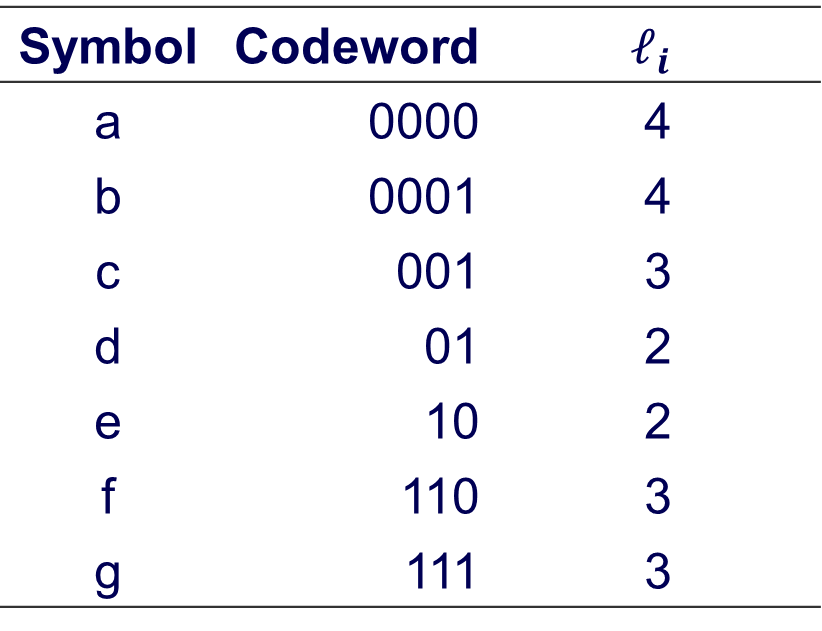 Symbol Codeword ℓᵢ
a 0000 4
b 0001 4
c 001 3
d 01 2
e 10 2
f 110 3
g 111 3